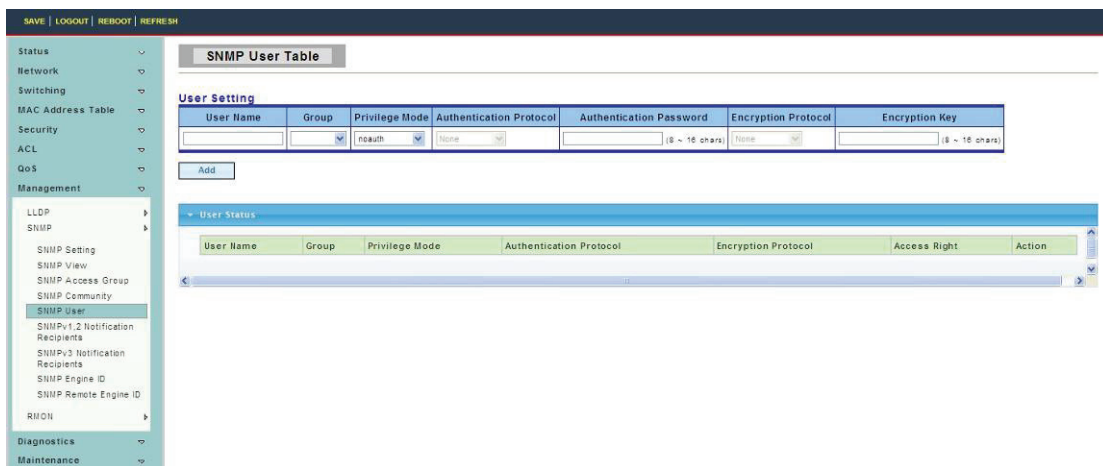 SAVE | LOGOUT | REBOOT | REFRESH
Status
Network
Switching
MAC Address Table
Security
ACL
QoS
Management
LLDP
SNMP
SNMP Setting
SNMP View
SNMP Access Group
SNMP Community
SNMP User
SNMPv1,2 Notification
Recipients
SNMPv3 Notification
Recipients
SNMP Engine ID
SNMP Remote Engine ID
RMON
Diagnostics
Maintenance
SNMP User Table
User Setting
User Name Group Privilege Mode Authentication Protocol Authentication Password Encryption Protocol Encryption Key
noauth None (8 ~ 16 chars) None (8 ~ 16 chars)
Add
User Status
User Name Group Privilege Mode Authentication Protocol Encryption Protocol Access Right Action